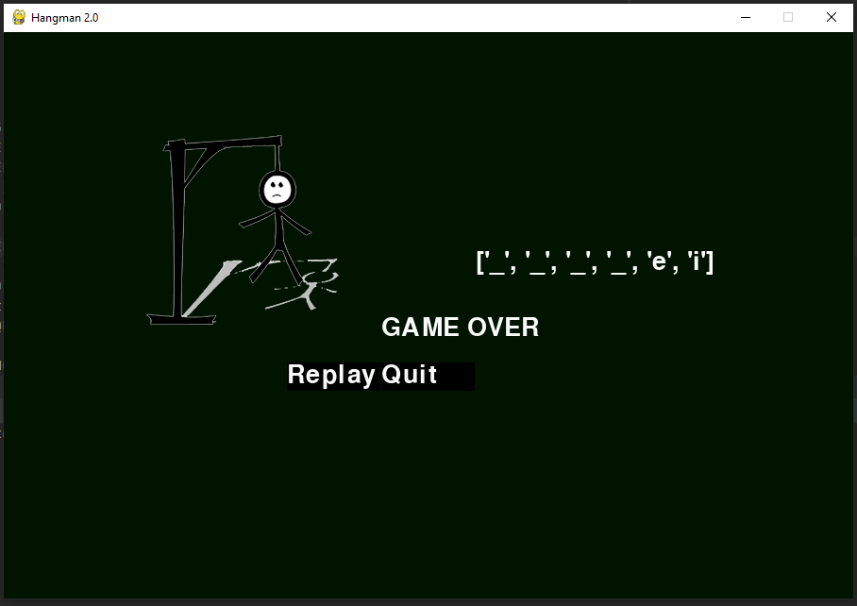 Hangman 2.0
['_', '_', '_', '_', 'e', 'i']
GAME OVER
Replay Quit